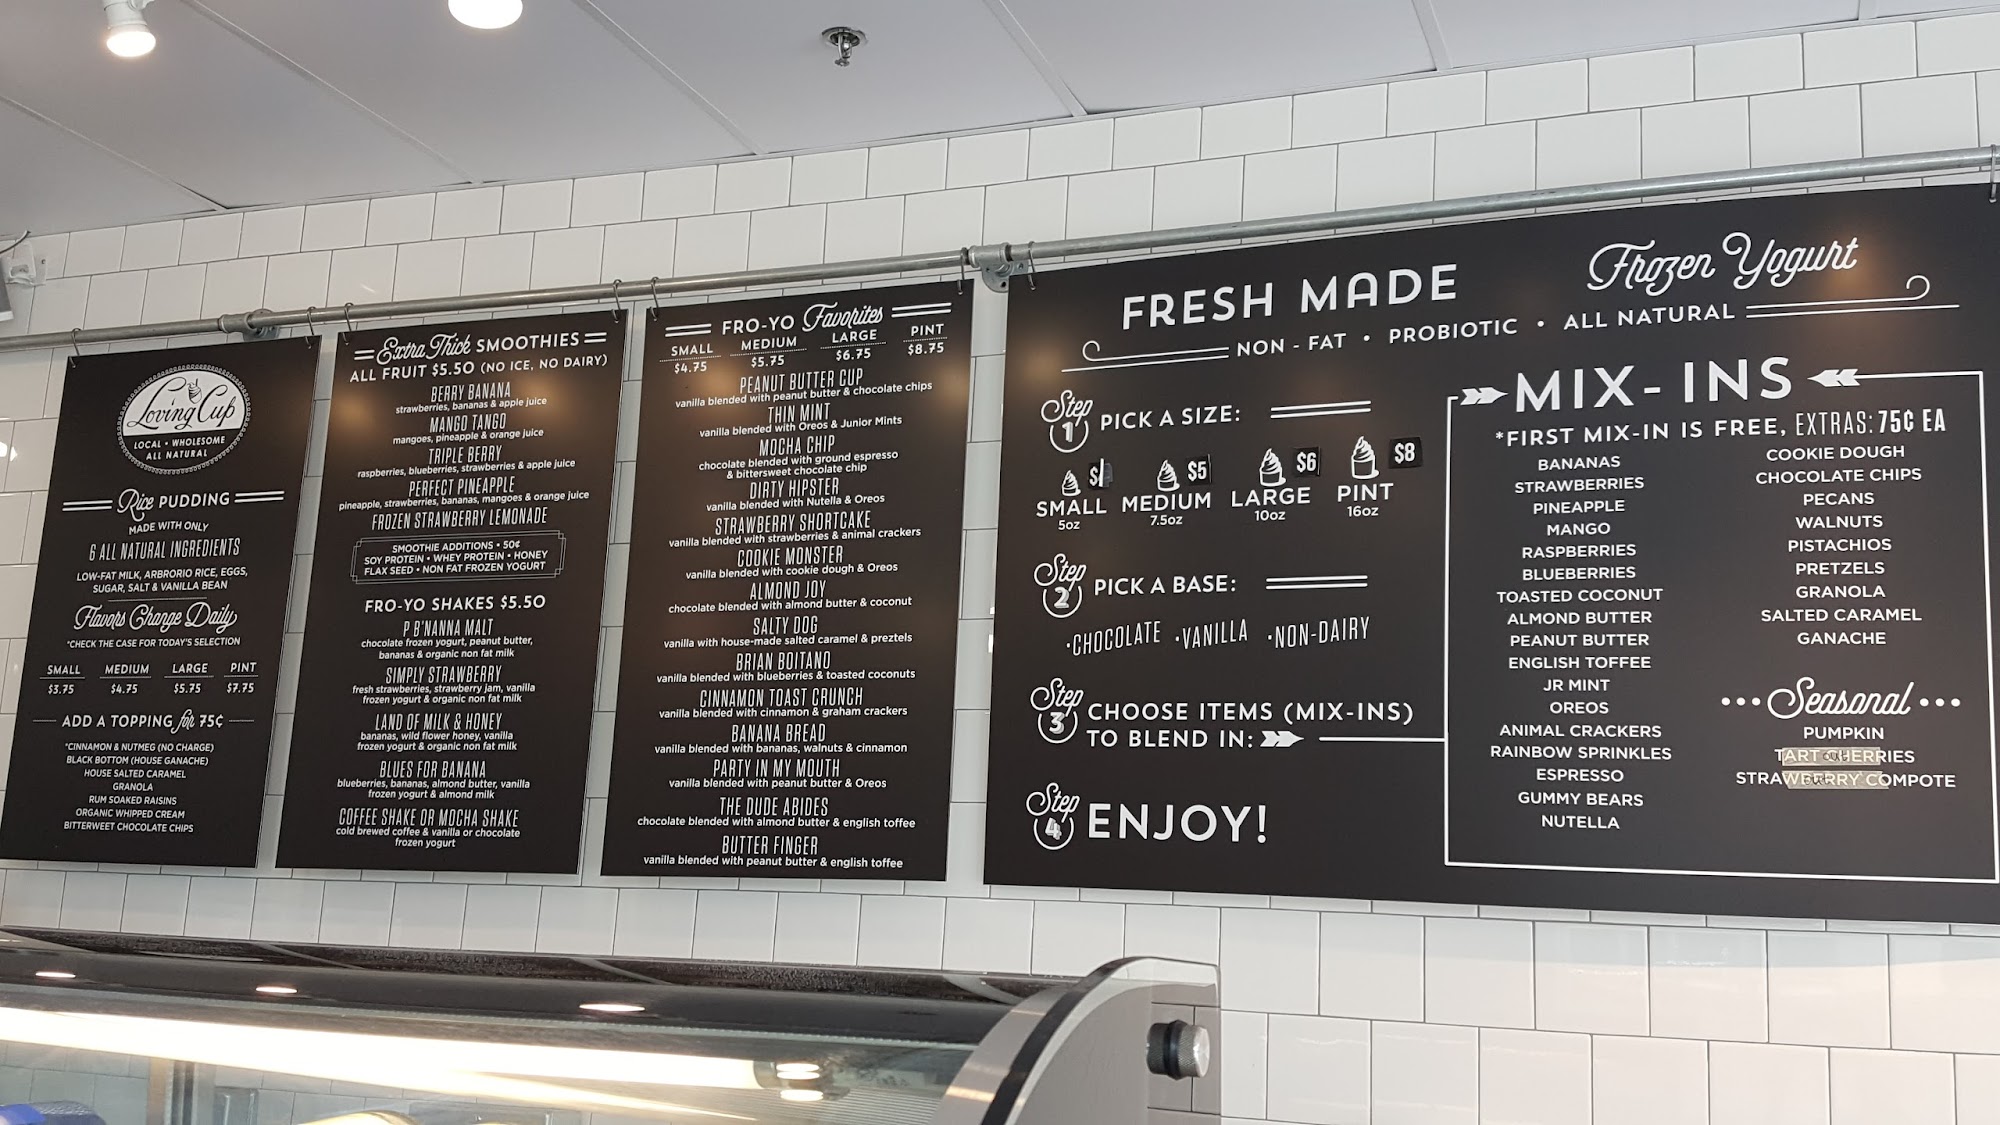 Loving Cup
LOCAL • WHOLESOME
ALL NATURAL
Rice PUDDING
MADE WITH ONLY
6 ALL NATURAL INGREDIENTS
LOW-FAT MILK, ARBRORIO RICE, EGGS,
SUGAR, SALT & VANILLA BEAN
Flavors Change Daily
*CHECK THE CASE FOR TODAY'S SELECTION
SMALL MEDIUM LARGE PINT
$3.75 $4.75 $5.75 $7.75
ADD A TOPPING for 75¢
*CINNAMON & NUTMEG (NO CHARGE)
BLACK BOTTOM (HOUSE GANACHE)
HOUSE SALTED CARAMEL
GRANOLA
RUM SOAKED RAISINS
ORGANIC WHIPPED CREAM
BITTERWEET CHOCOLATE CHIPS
Extra Thick SMOOTHIES
ALL FRUIT $5.50 (NO ICE, NO DAIRY)
BERRY BANANA
strawberries, bananas & apple juice
MANGO TANGO
mangoes, pineapple & orange juice
TRIPLE BERRY
raspberries, blueberries, strawberries & apple juice
PERFECT PINEAPPLE
pineapple, strawberries, bananas, mangoes & orange juice
FROZEN STRAWBERRY LEMONADE
SMOOTHIE ADDITIONS • 50¢
SOY PROTEIN • WHEY PROTEIN • HONEY
FLAX SEED • NON FAT FROZEN YOGURT
FRO-YO SHAKES $5.50
P B'NANNA MALT
chocolate frozen yogurt, peanut butter,
bananas & organic non fat milk
SIMPLY STRAWBERRY
fresh strawberries, strawberry jam, vanilla
frozen yogurt & organic non fat milk
LAND OF MILK & HONEY
bananas, wild flower honey, vanilla
frozen yogurt & organic non fat milk
BLUES FOR BANANA
blueberries, bananas, almond butter, vanilla
frozen yogurt & almond milk
COFFEE SHAKE OR MOCHA SHAKE
cold brewed coffee & vanilla or chocolate
frozen yogurt
FRO-YO Favorites
SMALL MEDIUM LARGE PINT
$4.75 $5.75 $6.75 $8.75
PEANUT BUTTER CUP
vanilla blended with peanut butter & chocolate chips
THIN MINT
vanilla blended with Oreos & Junior Mints
MOCHA CHIP
chocolate blended with ground espresso
& bittersweet chocolate chip
DIRTY HIPSTER
vanilla blended with Nutella & Oreos
STRAWBERRY SHORTCAKE
vanilla blended with strawberries & animal crackers
COOKIE MONSTER
vanilla blended with cookie dough & Oreos
ALMOND JOY
chocolate blended with almond butter & coconut
SALTY DOG
vanilla with house-made salted caramel & preztels
BRIAN BOITANO
vanilla blended with blueberries & toasted coconuts
CINNAMON TOAST CRUNCH
vanilla blended with cinnamon & graham crackers
BANANA BREAD
vanilla blended with bananas, walnuts & cinnamon
PARTY IN MY MOUTH
vanilla blended with peanut butter & Oreos
THE DUDE ABIDES
chocolate blended with almond butter & english toffee
BUTTER FINGER
vanilla blended with peanut butter & english toffee
FRESH MADE Frozen Yogurt
NON - FAT • PROBIOTIC • ALL NATURAL
Step 1 PICK A SIZE:
$5 $6 $8
SMALL MEDIUM LARGE PINT
5oz 7.5oz 10oz 16oz
Step 2 PICK A BASE:
•CHOCOLATE •VANILLA •NON-DAIRY
Step 3 CHOOSE ITEMS (MIX-INS)
TO BLEND IN:
Step 4 ENJOY!
MIX-INS
*FIRST MIX-IN IS FREE, EXTRAS: 75¢ EA
BANANAS
STRAWBERRIES
PINEAPPLE
MANGO
RASPBERRIES
BLUEBERRIES
TOASTED COCONUT
ALMOND BUTTER
PEANUT BUTTER
ENGLISH TOFFEE
JR MINT
OREOS
ANIMAL CRACKERS
RAINBOW SPRINKLES
ESPRESSO
GUMMY BEARS
NUTELLA
COOKIE DOUGH
CHOCOLATE CHIPS
PECANS
WALNUTS
PISTACHIOS
PRETZELS
GRANOLA
SALTED CARAMEL
GANACHE
Seasonal
PUMPKIN
TART CHERRIES
STRAWBERRY COMPOTE